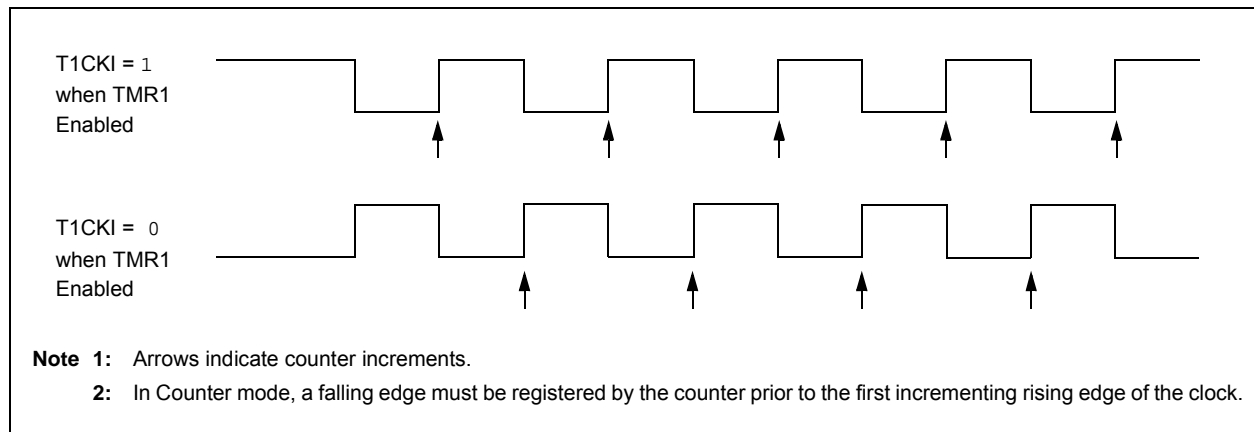 T1CKI = 1
when TMR1
Enabled
T1CKI = 0
when TMR1
Enabled
Note 1: Arrows indicate counter increments.
2: In Counter mode, a falling edge must be registered by the counter prior to the first incrementing rising edge of the clock.